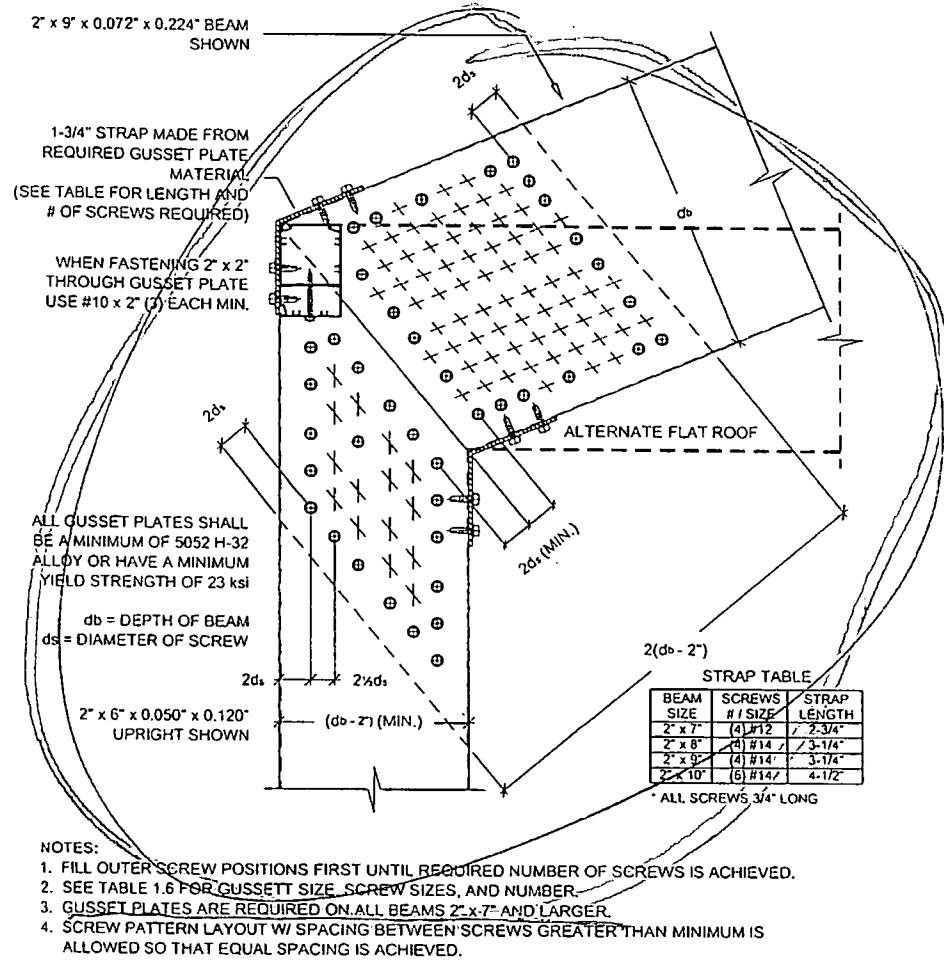 2" x 9" x 0.072" x 0.224" BEAM
SHOWN
1-3/4" STRAP MADE FROM
REQUIRED GUSSET PLATE
MATERIAL
(SEE TABLE FOR LENGTH AND
# OF SCREWS REQUIRED)
WHEN FASTENING 2" x 2"
THROUGH GUSSET PLATE
USE #10 x 2" (3) EACH MIN.
2ds
db
ALTERNATE FLAT ROOF
2ds
2ds (MIN.)
ALL GUSSET PLATES SHALL
BE A MINIMUM OF 5052 H-32
ALLOY OR HAVE A MINIMUM
YIELD STRENGTH OF 23 ksi
db = DEPTH OF BEAM
ds = DIAMETER OF SCREW
2ds
2½ds
2(db - 2")
2" x 6" x 0.050" x 0.120"
UPRIGHT SHOWN
(db - 2") (MIN.)
STRAP TABLE
BEAM SIZE SCREWS # / SIZE STRAP LENGTH
2" x 7" (4) #12 2-3/4"
2" x 8" (4) #14 3-1/4"
2" x 9" (4) #14 3-1/4"
2" x 10" (6) #14 4-1/2"
* ALL SCREWS 3/4" LONG
NOTES:
1. FILL OUTER SCREW POSITIONS FIRST UNTIL REQUIRED NUMBER OF SCREWS IS ACHIEVED.
2. SEE TABLE 1.6 FOR GUSSETT SIZE, SCREW SIZES, AND NUMBER.
3. GUSSET PLATES ARE REQUIRED ON ALL BEAMS 2" x 7" AND LARGER.
4. SCREW PATTERN LAYOUT W/ SPACING BETWEEN SCREWS GREATER THAN MINIMUM IS
ALLOWED SO THAT EQUAL SPACING IS ACHIEVED.